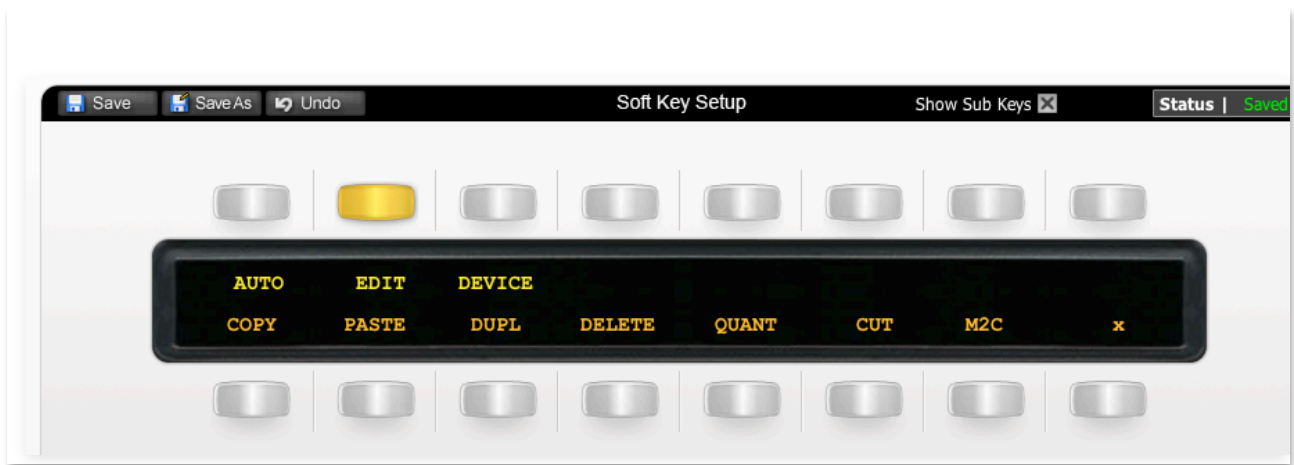 Save Save As Undo Soft Key Setup Show Sub Keys Status | Saved
AUTO EDIT DEVICE
COPY PASTE DUPL DELETE QUANT CUT M2C x